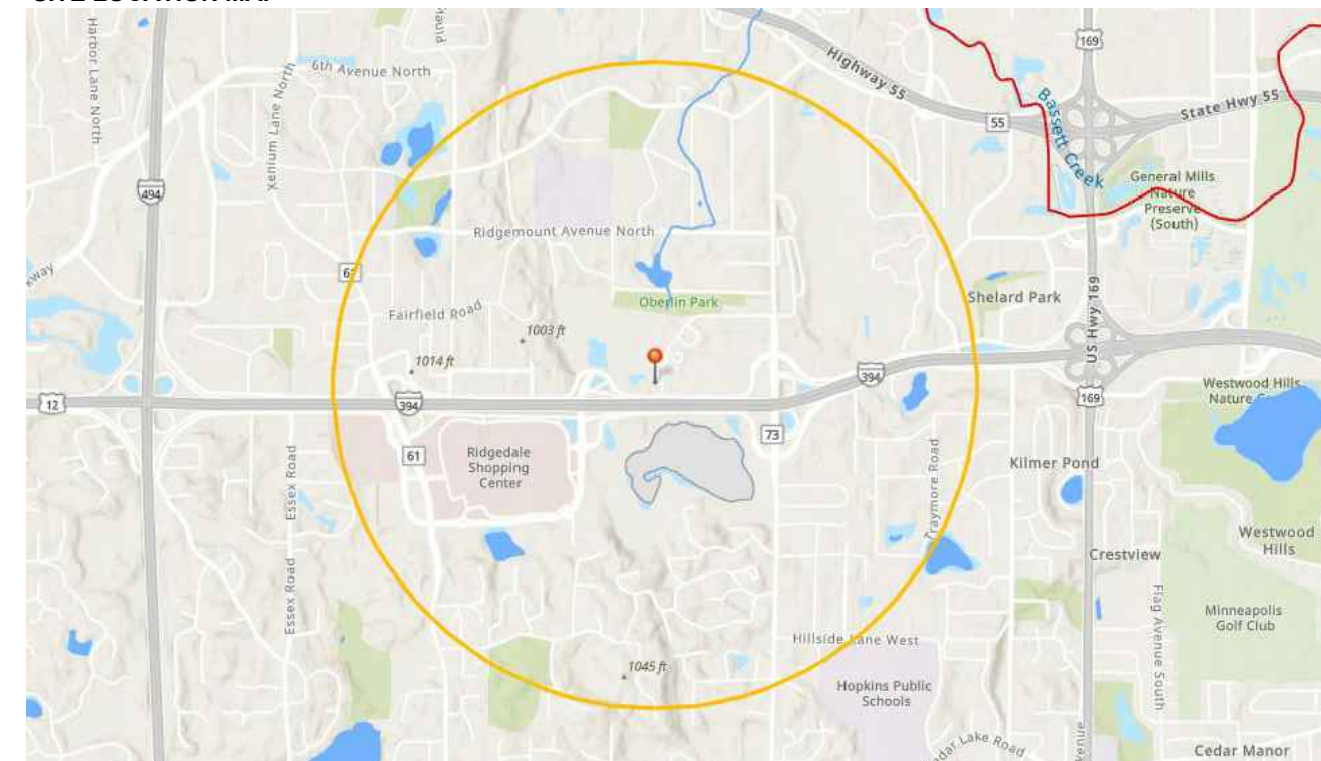 SITE LOCATION MAP
Harbor Lane North
6th Avenue North
Xenium Lane North
Highway 55
169
State Hwy 55
55
Bassett Creek
General Mills
Nature
Preserve
(South)
494
Ridgemount Avenue North
Oberlin Park
Shelard Park
Fairfield Road
1003 ft
1014 ft
US Hwy 169
12
394
394
169
Westwood Hills
73
61
Ridgedale
Shopping
Center
Essex Road
Essex Road
Traymore Road
Kilmer Pond
Crestview
Westwood
Hills
Flag Avenue South
Minneapolis
Golf Club
Hillside Lane West
1045 ft
Hopkins Public
Schools
Lake Road
Cedar Manor